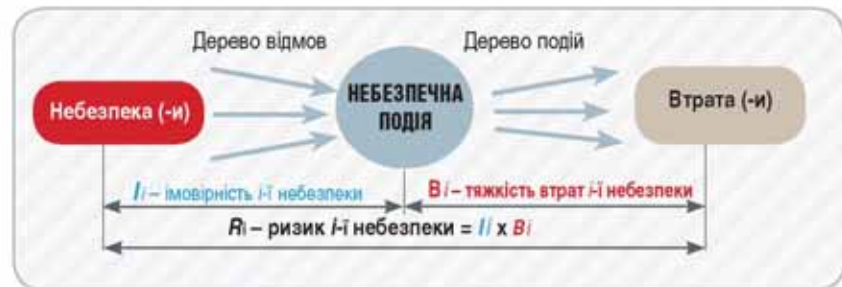 Дерево відмов
Дерево подій
Небезпека (-и)
НЕБЕЗПЕЧНА
ПОДІЯ
Втрата (-и)
Іі – імовірність і-ї небезпеки
Ві – тяжкість втрат і-ї небезпеки
Rі – ризик і-ї небезпеки = Іі х Ві